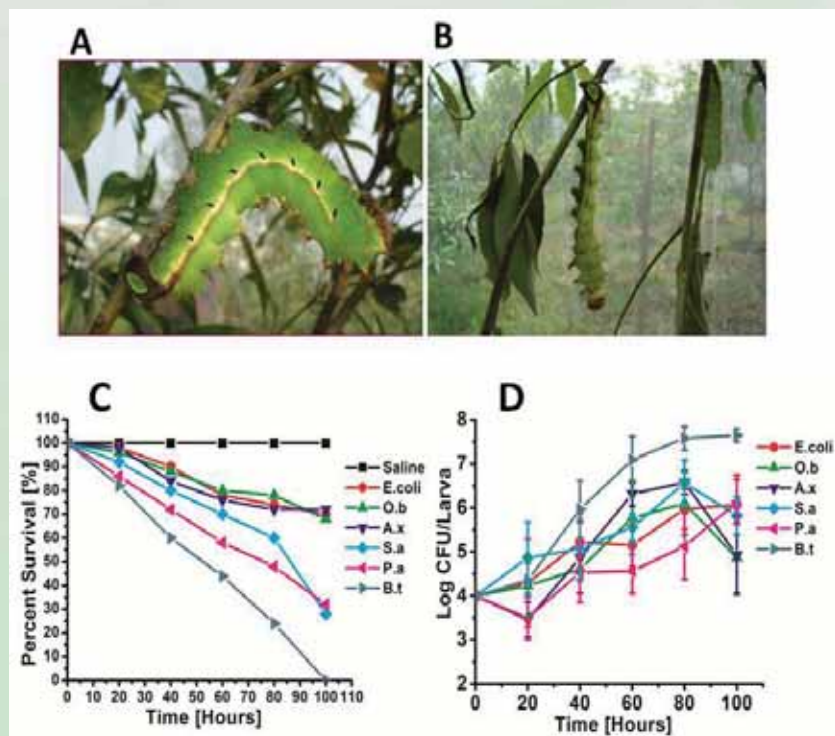 A
B
C
110
100
90
80
70
60
50
40
30
20
10
0
Percent Survival [%]
0 10 20 30 40 50 60 70 80 90 100 110
Time [Hours]
Saline
E.coli
O.b
A.x
S.a
P.a
B.t
D
8
7
6
5
4
3
2
Log CFU/Larva
0 20 40 60 80 100
Time [Hours]
E.coli
O.b
A.x
S.a
P.a
B.t